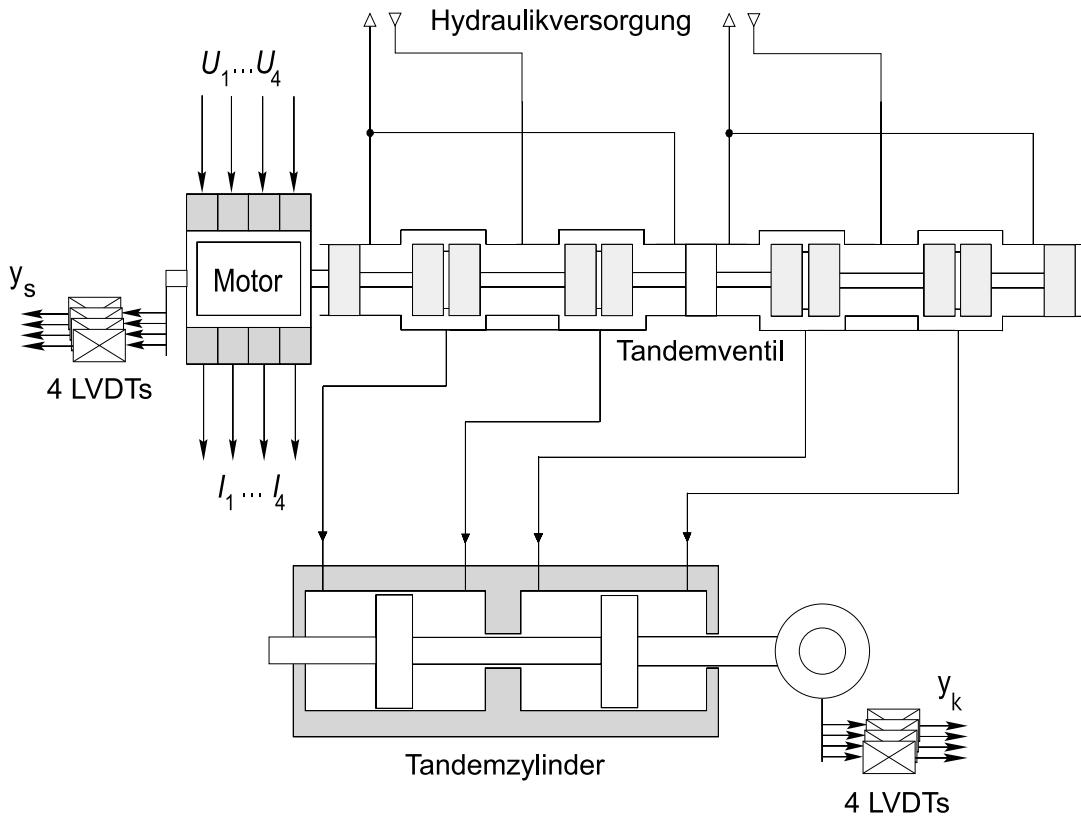 Hydraulikversorgung
U1...U4
Motor
ys
4 LVDTs
Tandemventil
I1 ... I4
yk
Tandemzylinder
4 LVDTs